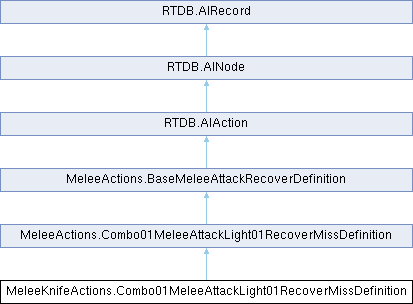 RTDB.AIRecord
RTDB.AINode
RTDB.AIAction
MeleeActions.BaseMeleeAttackRecoverDefinition
MeleeActions.Combo01MeleeAttackLight01RecoverMissDefinition
MeleeKnifeActions.Combo01MeleeAttackLight01RecoverMissDefinition